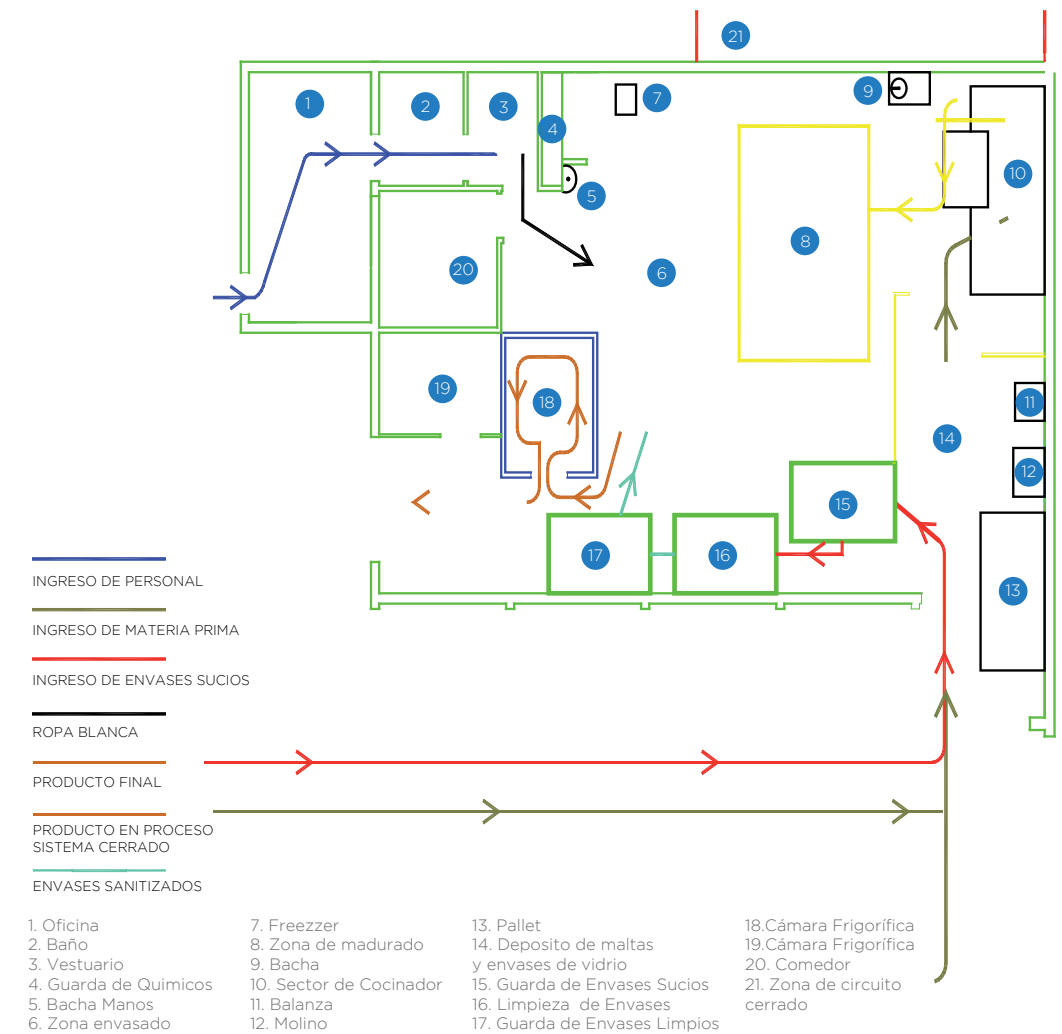 21
1
2
3
4
7
9
5
10
8
20
6
19
18
11
14
12
15
17
16
13
INGRESO DE PERSONAL
INGRESO DE MATERIA PRIMA
INGRESO DE ENVASES SUCIOS
ROPA BLANCA
PRODUCTO FINAL
PRODUCTO EN PROCESO
SISTEMA CERRADO
ENVASES SANITIZADOS
1. Oficina
2. Baño
3. Vestuario
4. Guarda de Quimicos
5. Bacha Manos
6. Zona envasado
7. Freezzer
8. Zona de madurado
9. Bacha
10. Sector de Cocinador
11. Balanza
12. Molino
13. Pallet
14. Deposito de maltas
y envases de vidrio
15. Guarda de Envases Sucios
16. Limpieza de Envases
17. Guarda de Envases Limpios
18.Cámara Frigorífica
19.Cámara Frigorífica
20. Comedor
21. Zona de circuito
cerrado